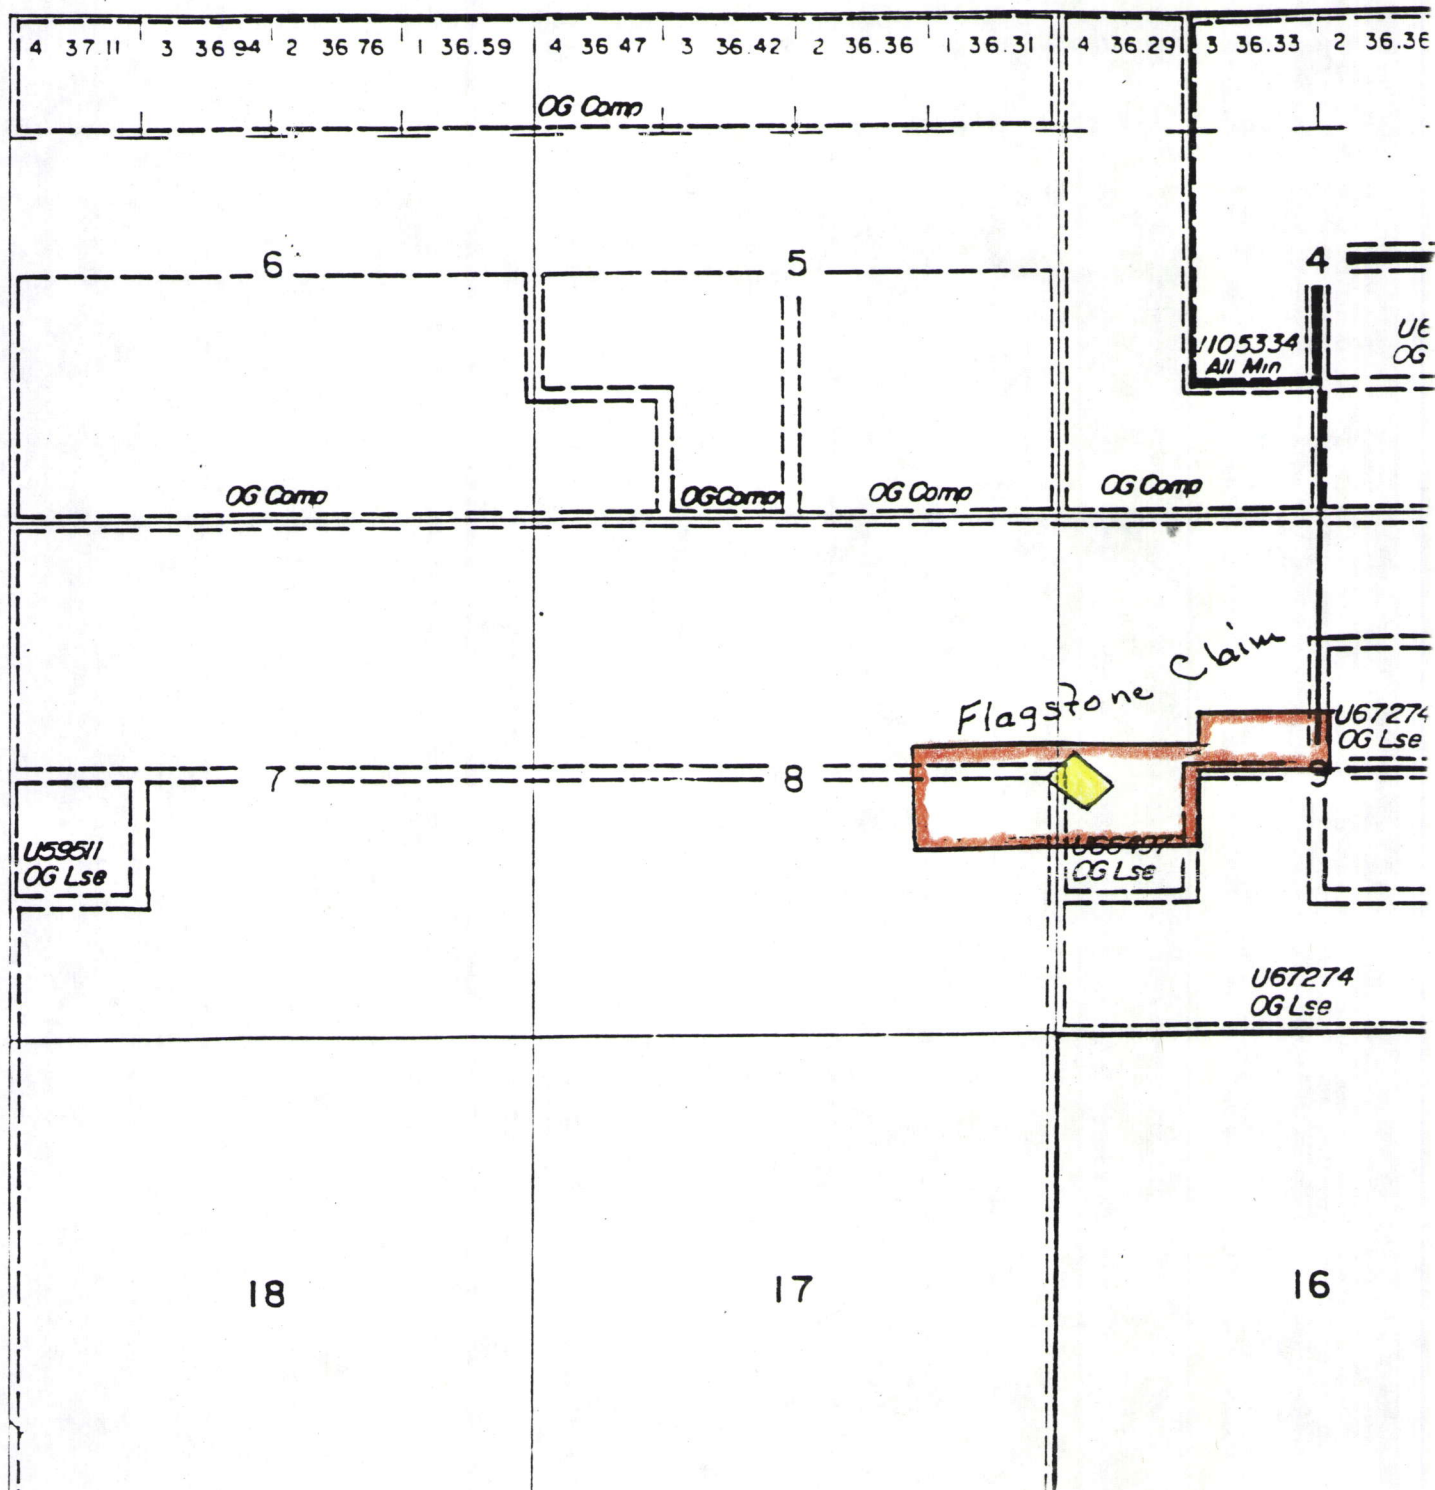 4 37.11 3 36.94 2 36.76 1 36.59 4 36.47 3 36.42 2 36.36 1 36.31 4 36.29 3 36.33 2 36.36
OG Comp
6 5 4
U105334
All Min
OG
OG Comp OG Comp OG Comp OG Comp
Flagstone Claim
U67274
OG Lse
7 8 9
U59511
OG Lse
U66497
OG Lse
U67274
OG Lse
18 17 16